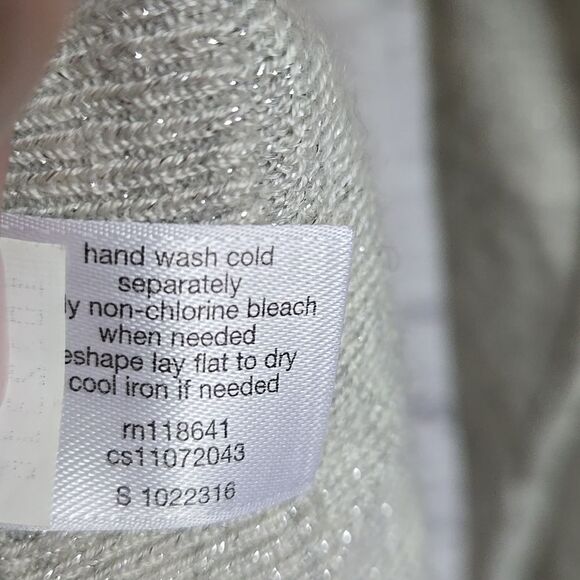 hand wash cold
separately
ly non-chlorine bleach
when needed
eshape lay flat to dry
cool iron if needed
rn118641
cs11072043
S 1022316